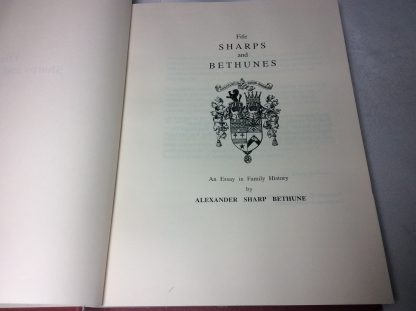 Fife
SHARPS
and
BETHUNES
An Essay in Family History
by
ALEXANDER SHARP BETHUNE